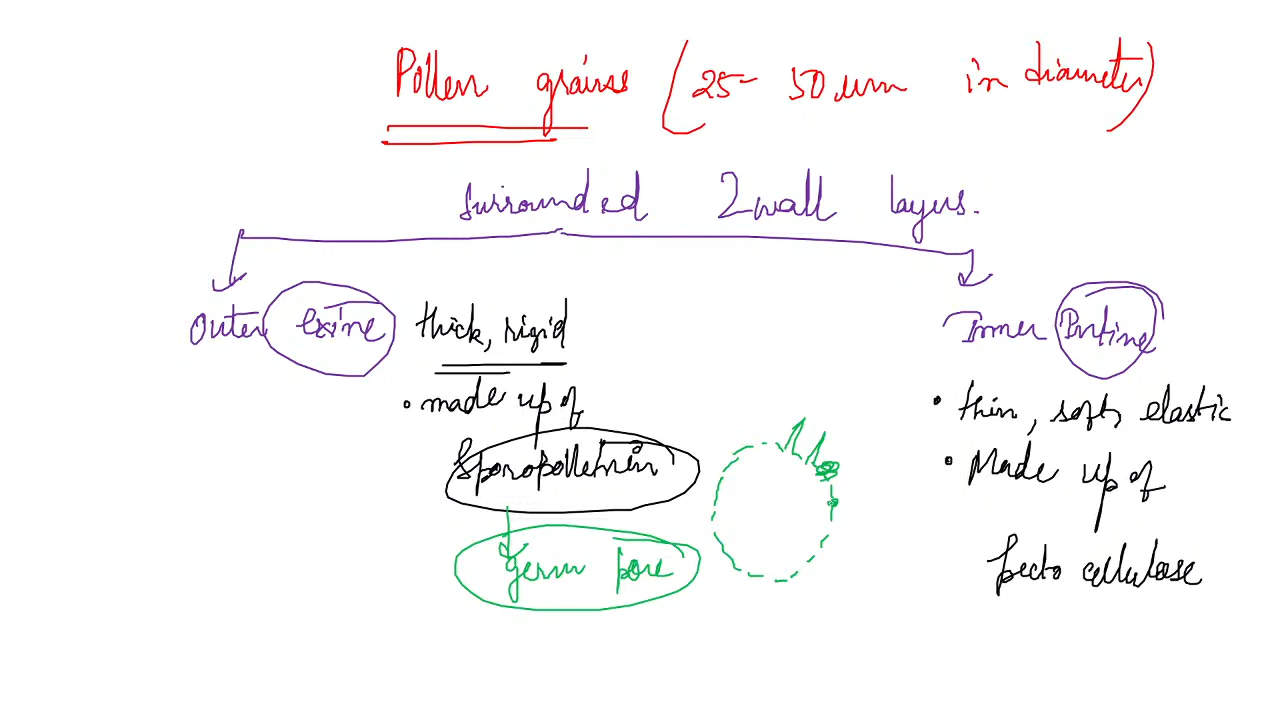 Pollen grains (25- 50 µm in diameter)
surrounded 2 wall layers.
Outer exine thick, rigid
• made up of
Sporopollenin
germ pore
Inner Intine
• thin, soft, elastic
• Made up of
pecto cellulose